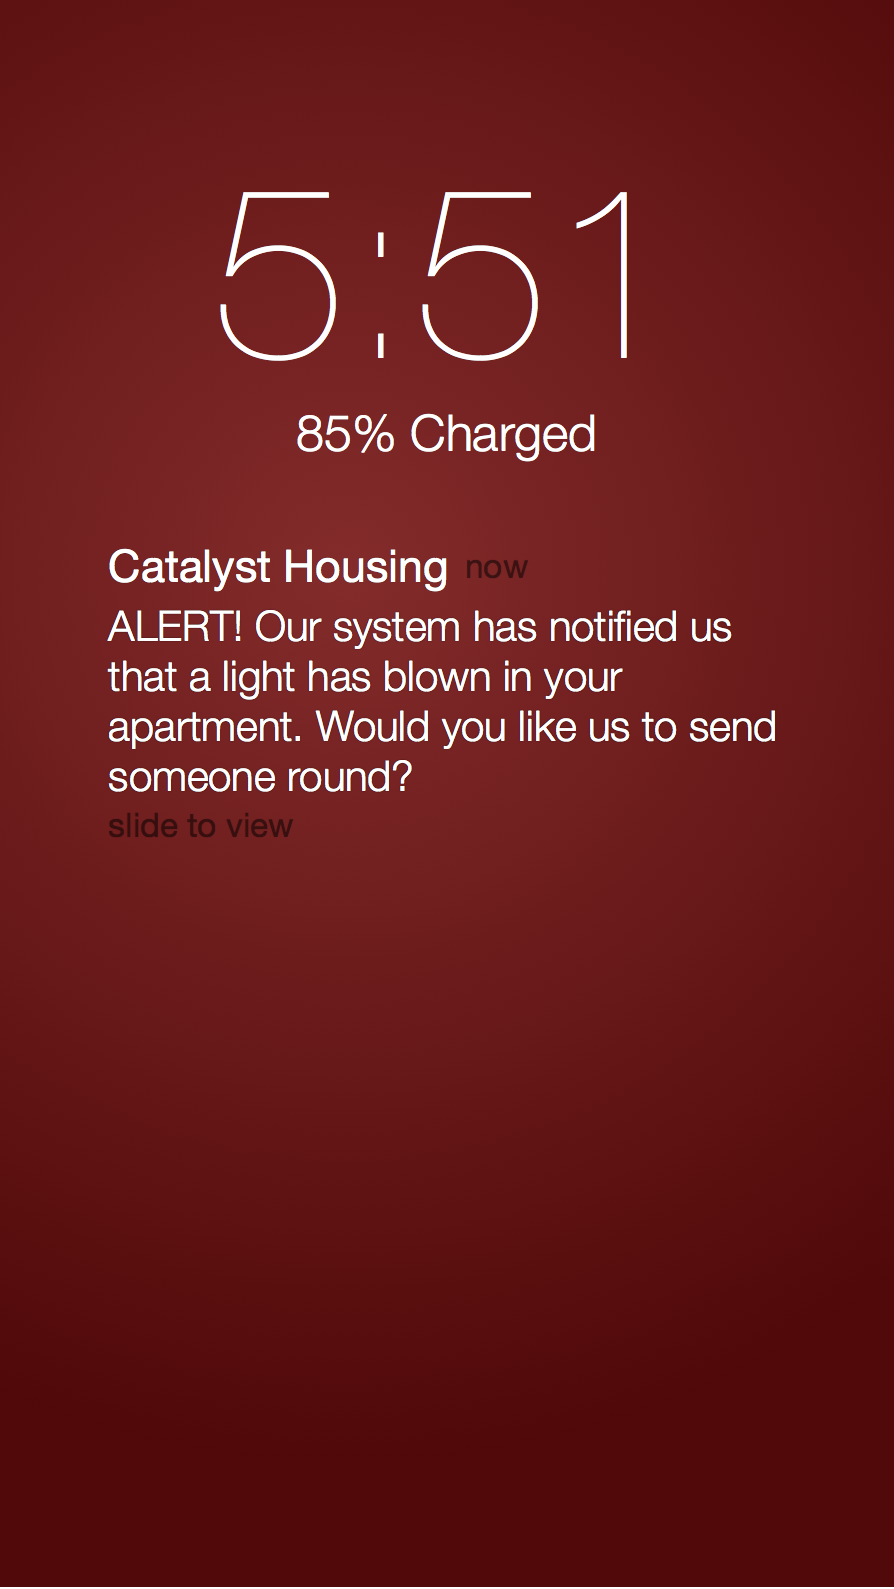 5:51
85% Charged
Catalyst Housing now
ALERT! Our system has notified us
that a light has blown in your
apartment. Would you like us to send
someone round?
slide to view